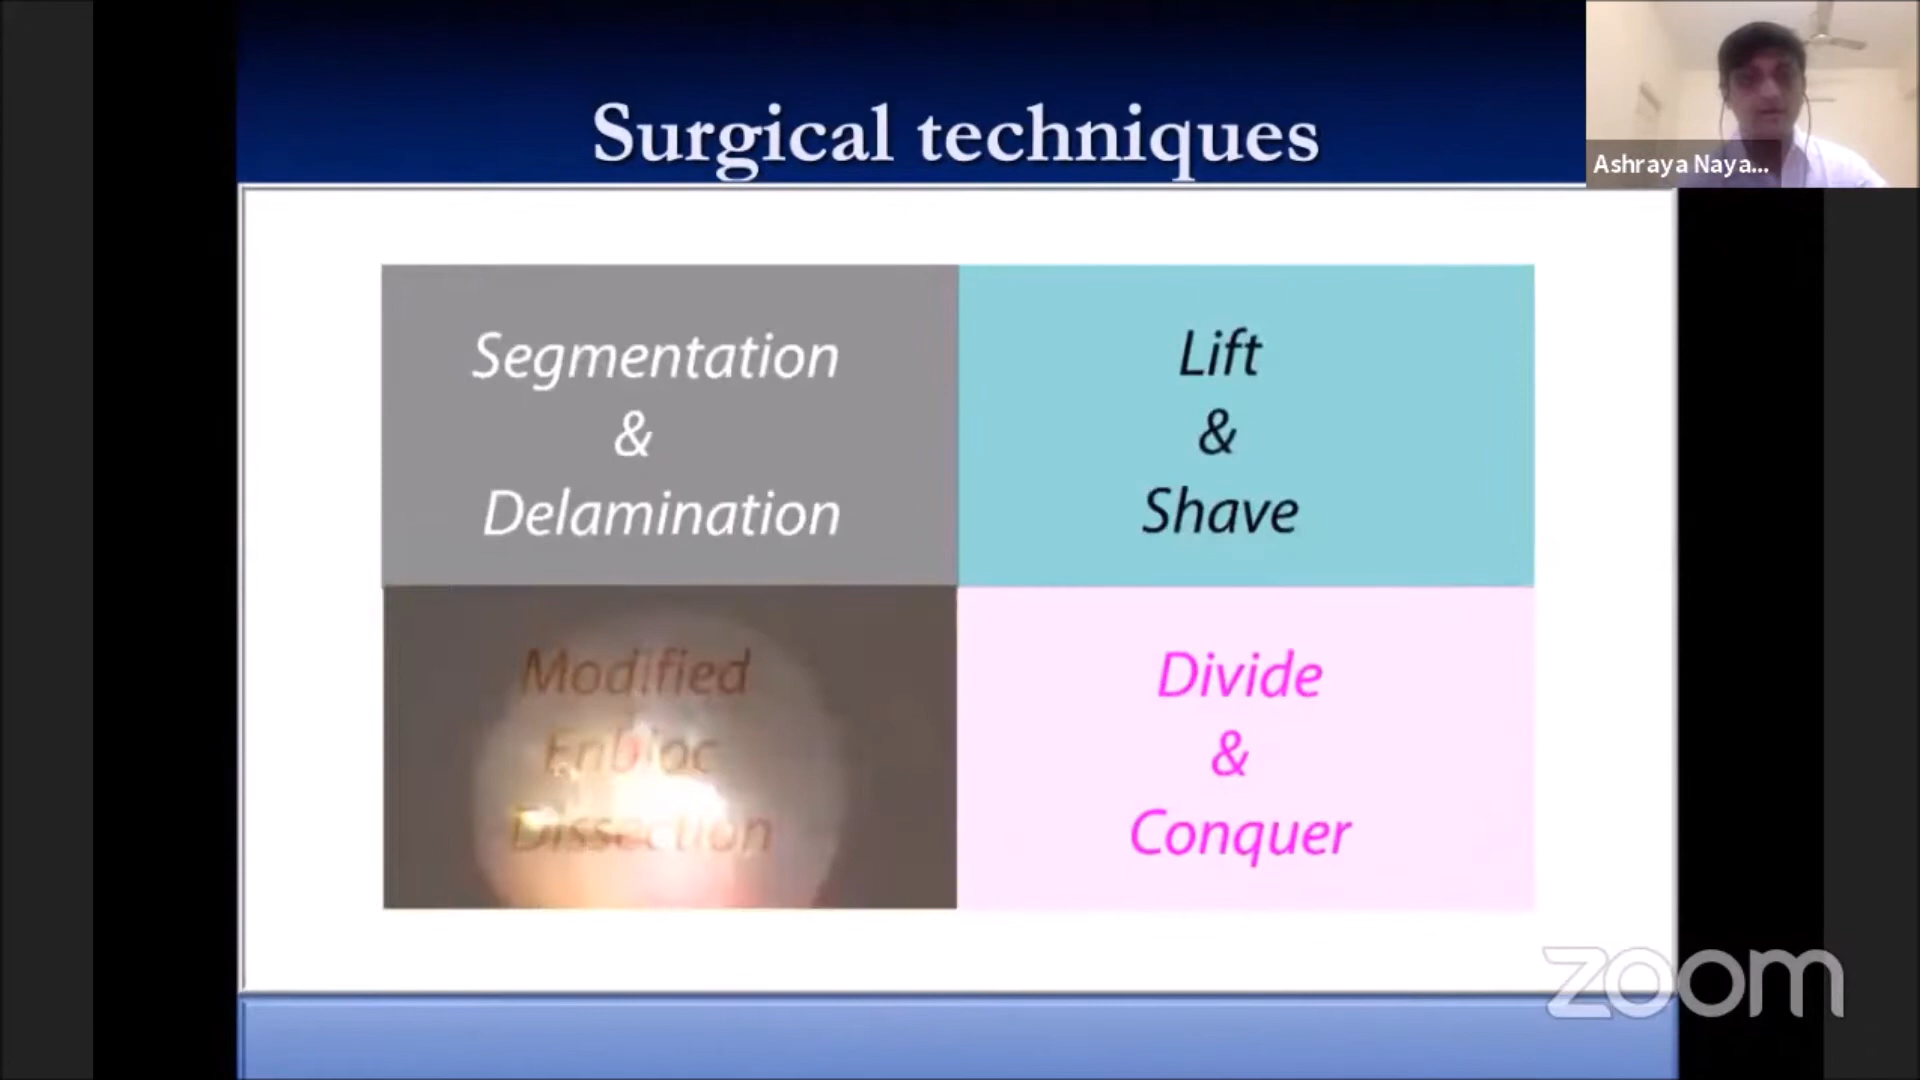 Surgical techniques
Ashraya Naya...
Segmentation
&
Delamination
Lift
&
Shave
Modified
Enbloc
Dissection
Divide
&
Conquer
zoom